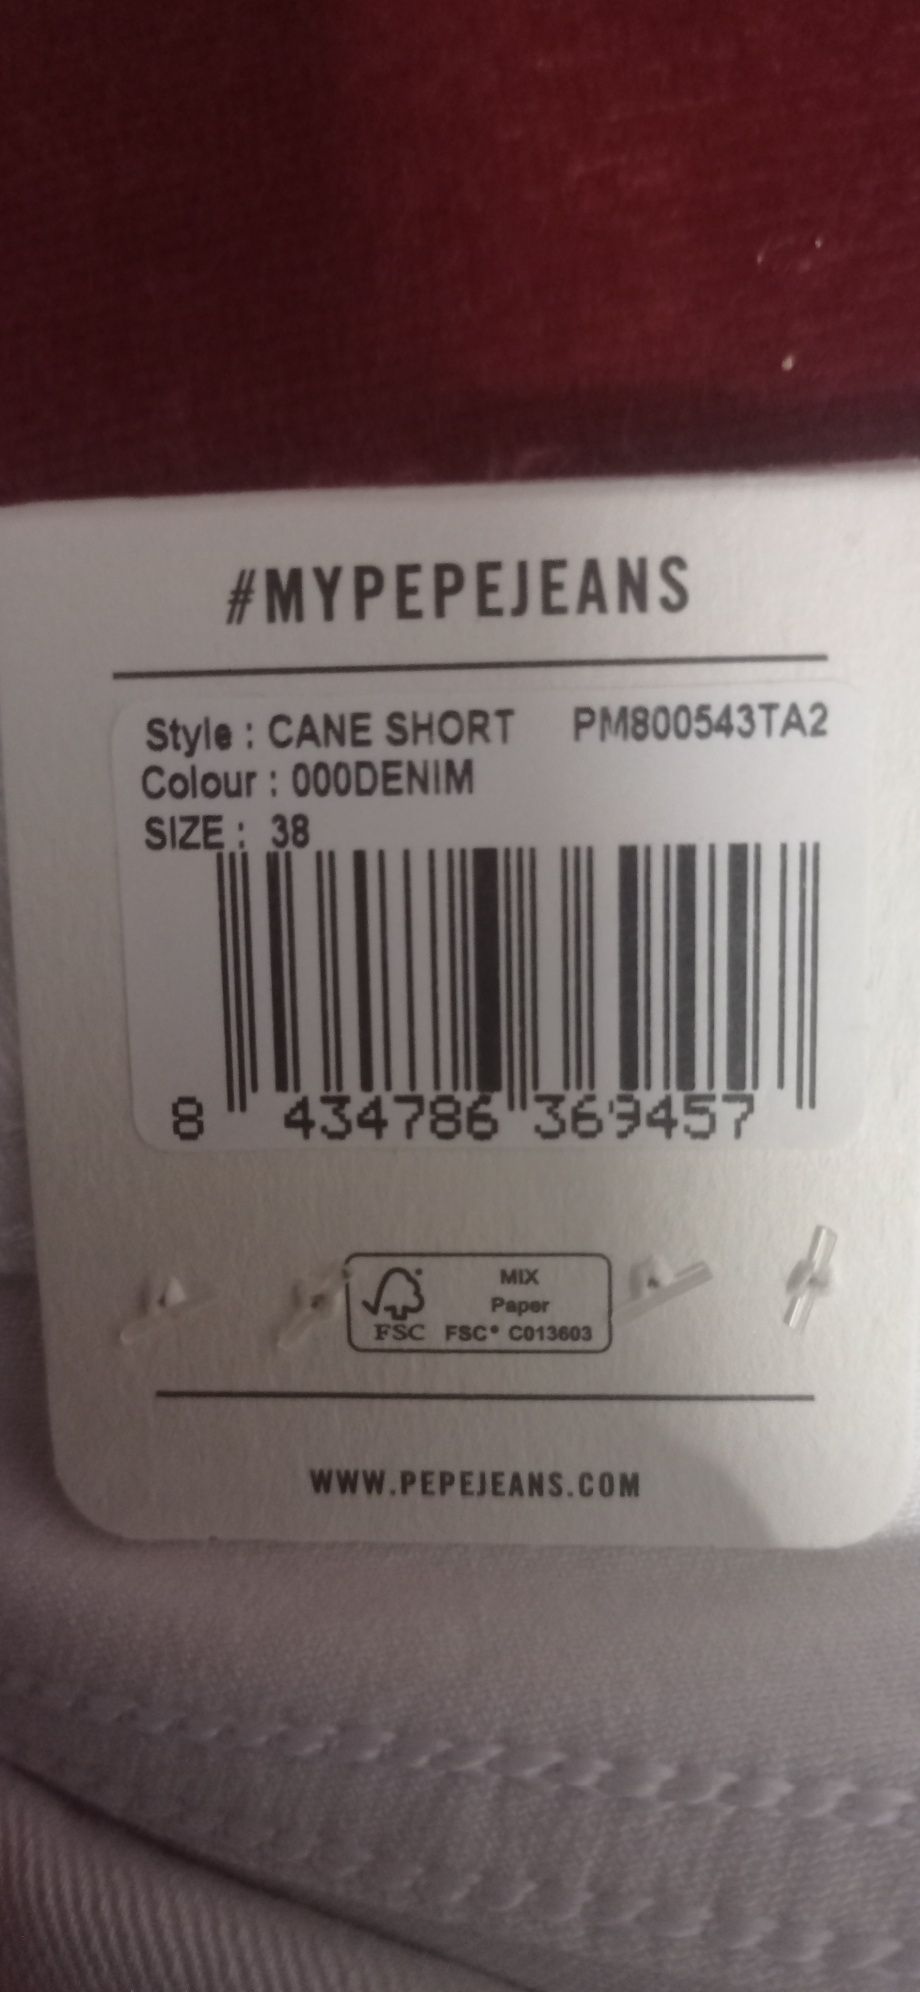 #MYPEPEJEANS
Style : CANE SHORT PM800543TA2
Colour : 000DENIM
SIZE : 38
8 434786 369457
FSC
MIX
Paper
FSC® C013603
WWW.PEPEJEANS.COM